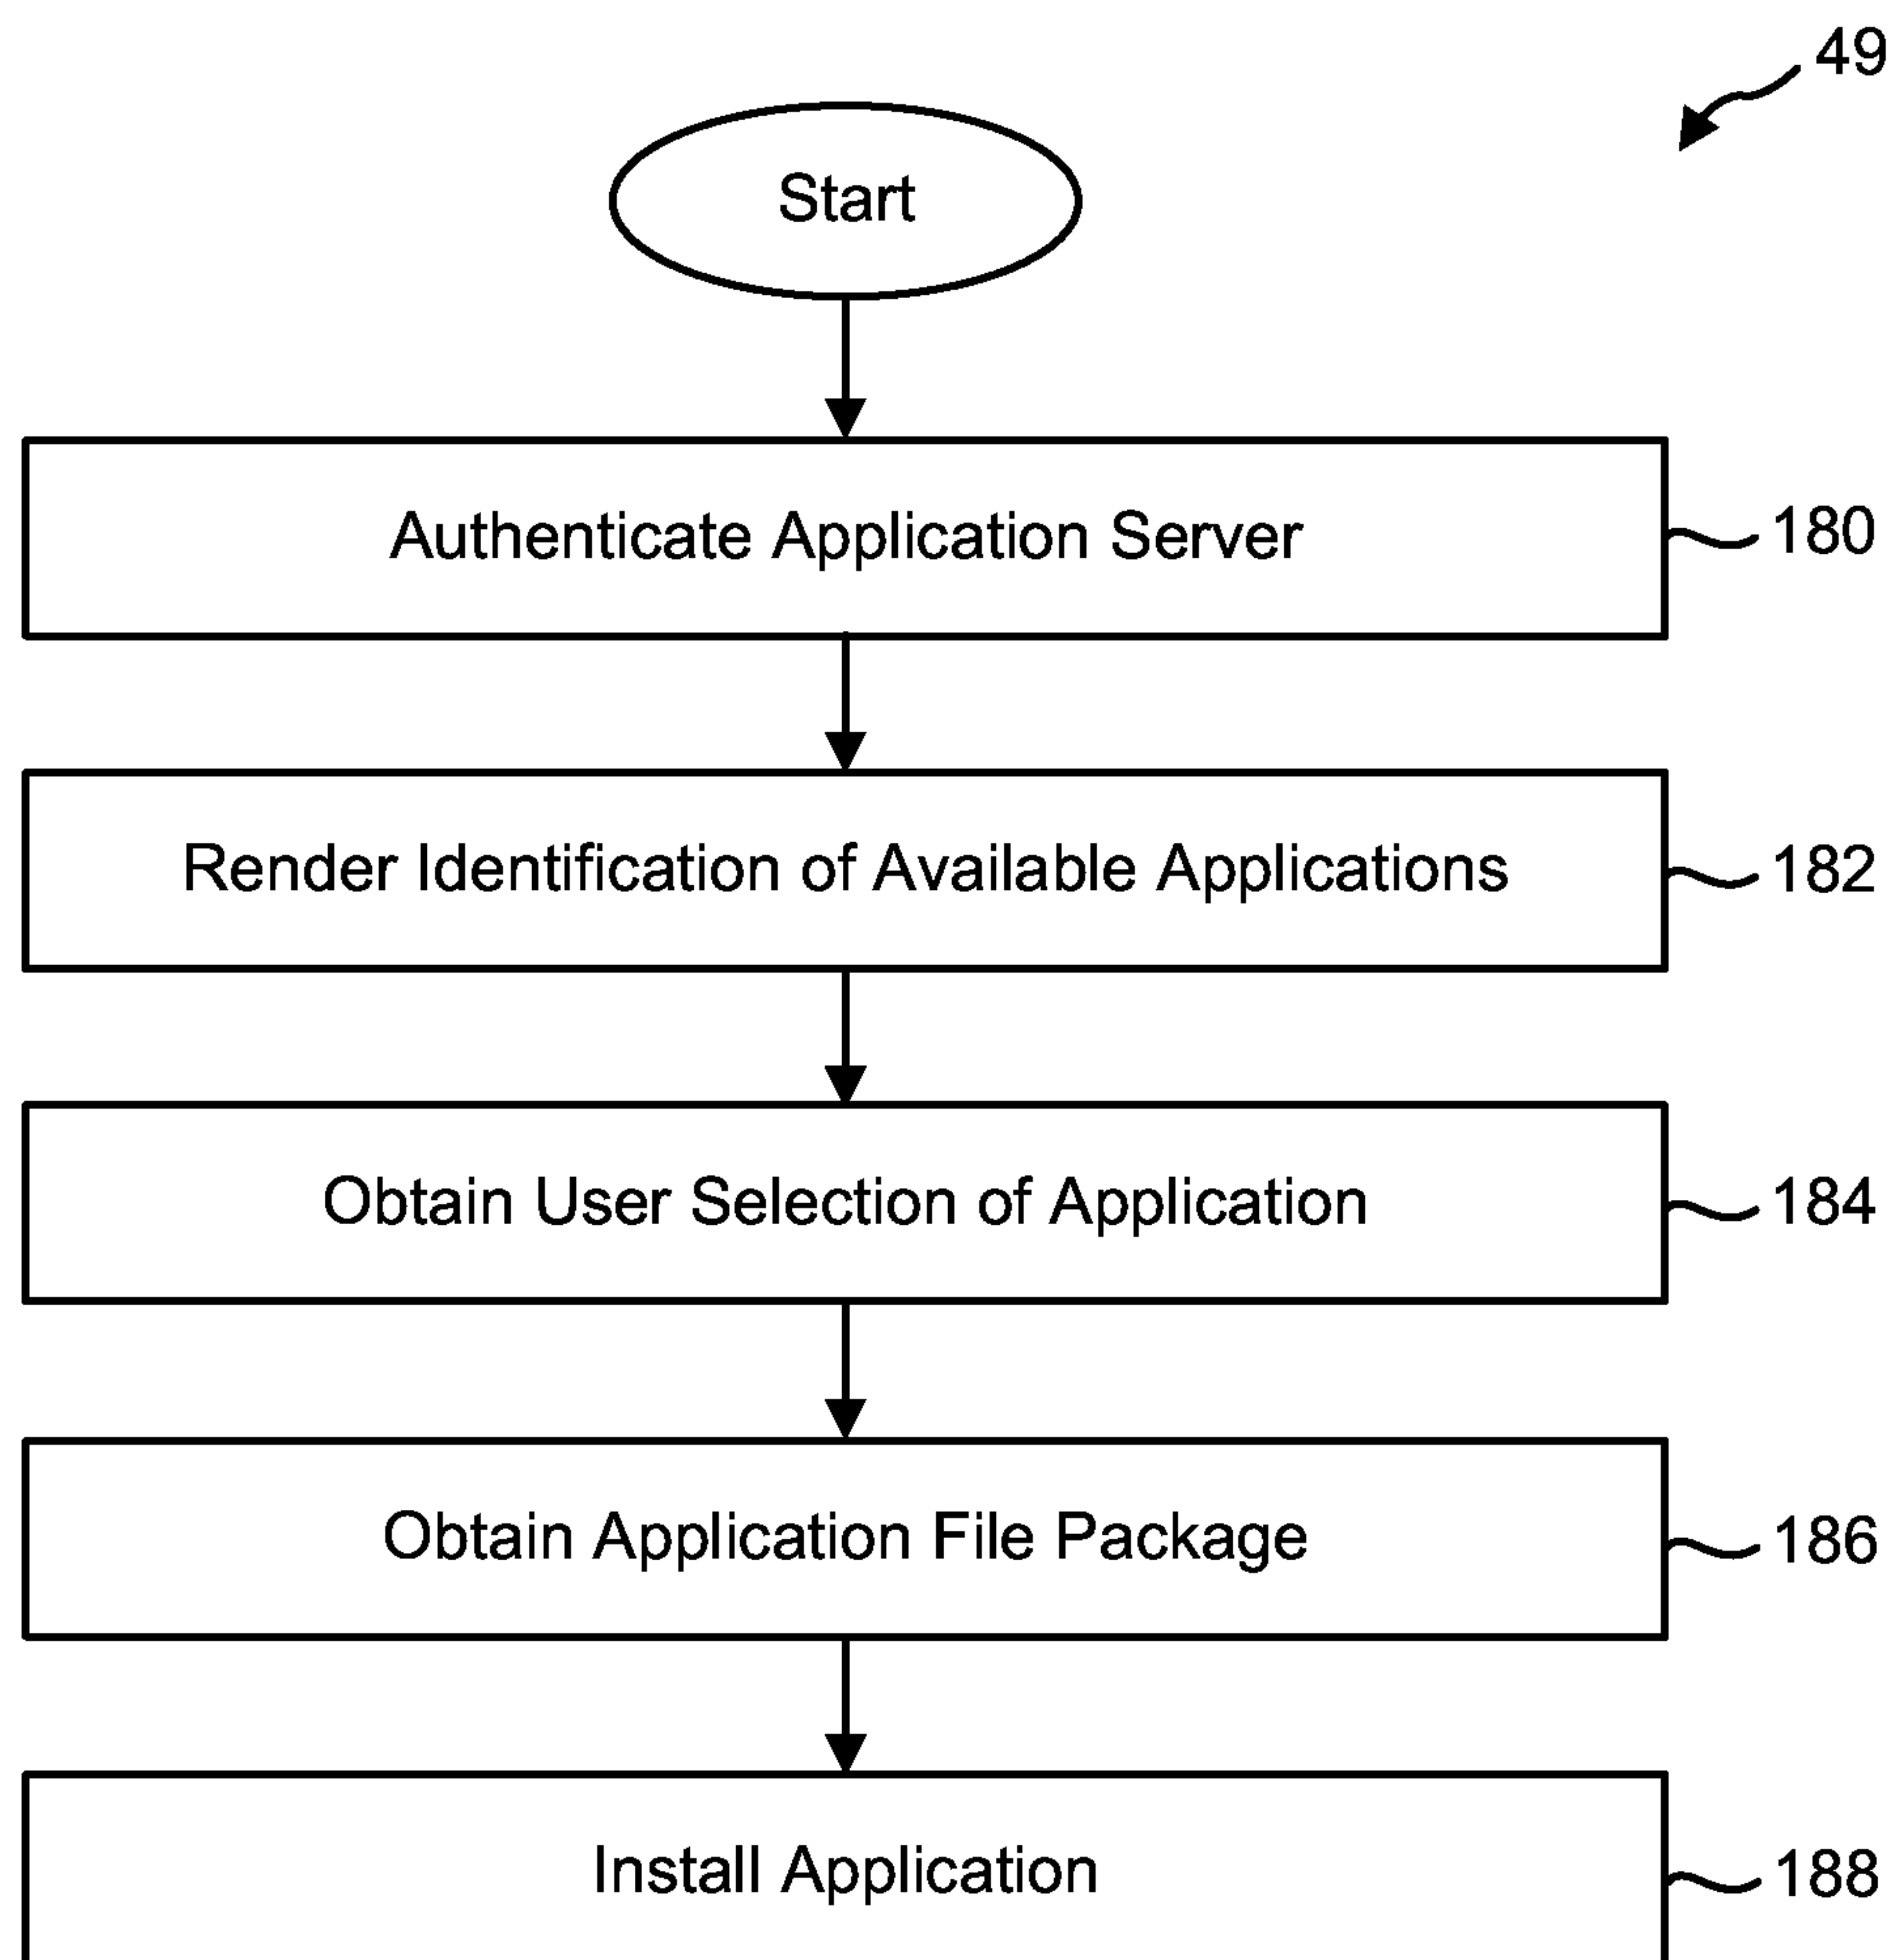 49
Start
Authenticate Application Server
180
Render Identification of Available Applications
182
Obtain User Selection of Application
184
Obtain Application File Package
186
Install Application
188